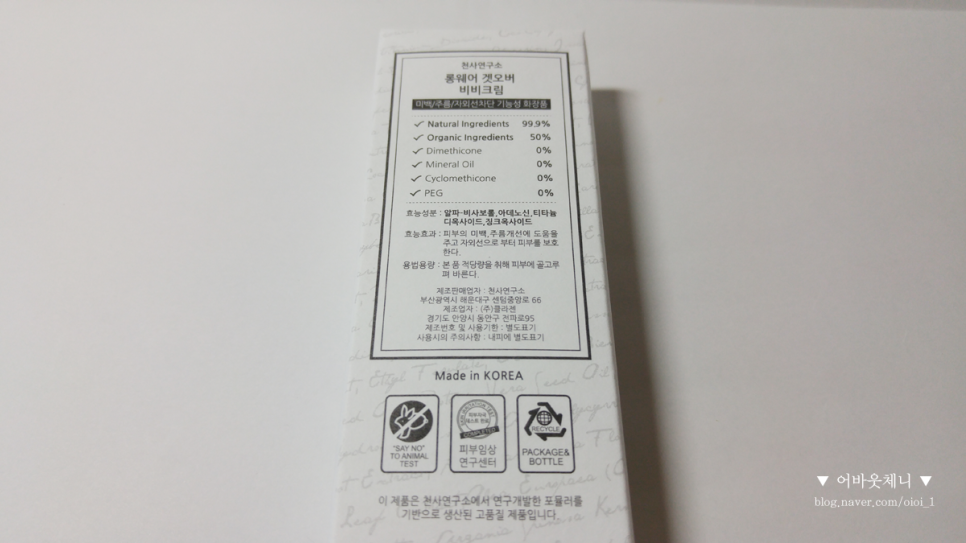 천사연구소
롱웨어 겟오버
비비크림
미백/주름/자외선차단 기능성 화장품
✓ Natural Ingredients 99.9%
✓ Organic Ingredients 50%
✓ Dimethicone 0%
✓ Mineral Oil 0%
✓ Cyclomethicone 0%
✓ PEG 0%
효능성분 : 알파-비사보롤,아데노신,티타늄
디옥사이드,징크옥사이드
효능효과 : 피부의 미백,주름개선에 도움을
주고 자외선으로 부터 피부를 보호
한다.
용법용량 : 본 품 적당량을 취해 피부에 골고루
펴 바른다.
제조판매업자 : 천사연구소
부산광역시 해운대구 센텀중앙로 66
제조업자 : (주)콜라겐
경기도 안양시 동안구 전파로95
제조번호 및 사용기한 : 별도표기
사용시의 주의사항 : 내피에 별도표기
Made in KOREA
"SAY NO"
TO ANIMAL
TEST
피부자극
테스트 완료
COMPLETED
피부임상
연구센터
RECYCLE
PACKAGE&
BOTTLE
이 제품은 천사연구소에서 연구개발한 포뮬러를
기반으로 생산된 고품질 제품입니다.
▼ 어바웃체니 ▼
blog.naver.com/oioi_1